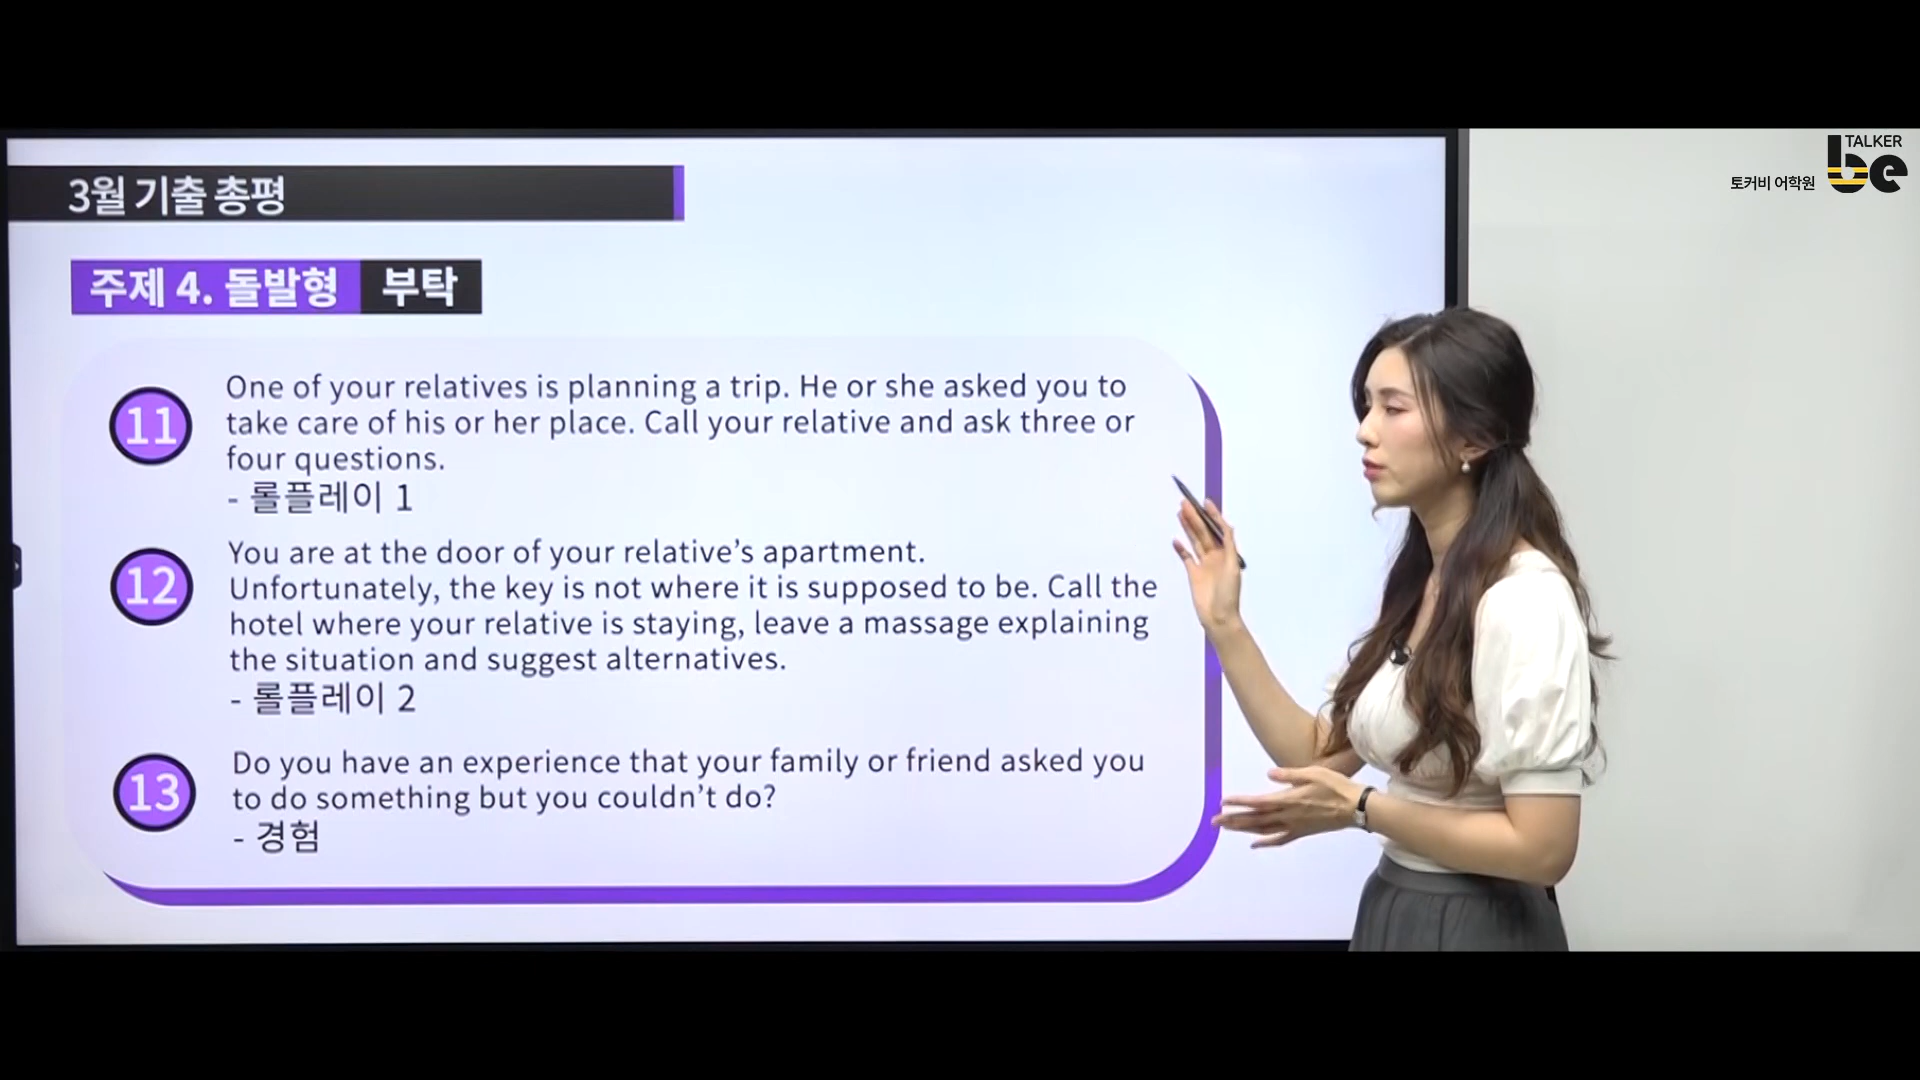 TALKER
be
토커비 어학원
3월 기출 총평
주제 4. 돌발형 부탁
11
One of your relatives is planning a trip. He or she asked you to
take care of his or her place. Call your relative and ask three or
four questions.
- 롤플레이 1
12
You are at the door of your relative’s apartment.
Unfortunately, the key is not where it is supposed to be. Call the
hotel where your relative is staying, leave a massage explaining
the situation and suggest alternatives.
- 롤플레이 2
13
Do you have an experience that your family or friend asked you
to do something but you couldn’t do?
- 경험